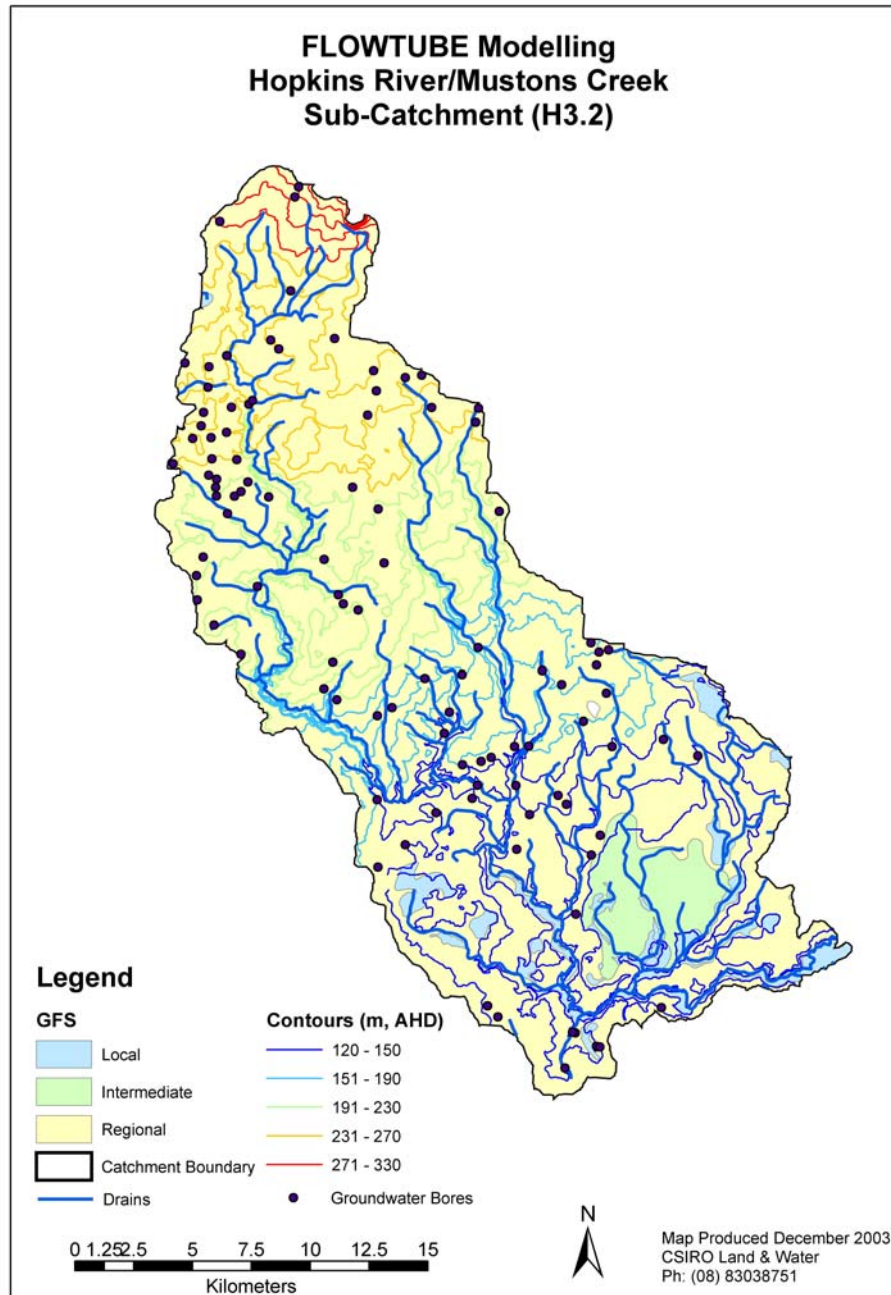 FLOWTUBE Modelling
Hopkins River/Mustons Creek
Sub-Catchment (H3.2)
Legend
GFS
Local
Intermediate
Regional
Catchment Boundary
Drains
Contours (m, AHD)
120 - 150
151 - 190
191 - 230
231 - 270
271 - 330
Groundwater Bores
0 1.25 2.5 5 7.5 10 12.5 15
Kilometers
N
Map Produced December 2003
CSIRO Land & Water
Ph: (08) 83038751